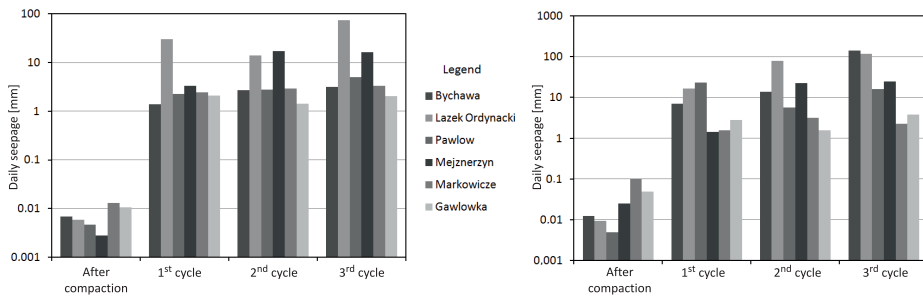 100
10
1
0.1
0.01
0.001
Daily seepage [mm]
After compaction
1st cycle
2nd cycle
3rd cycle
Legend
Bychawa
Lazek Ordynacki
Pawlow
Mejznerzyn
Markowicze
Gawlowka
1000
100
10
1
0.1
0.01
0,001
Daily seepage [mm]
After compaction
1st cycle
2nd cycle
3rd cycle